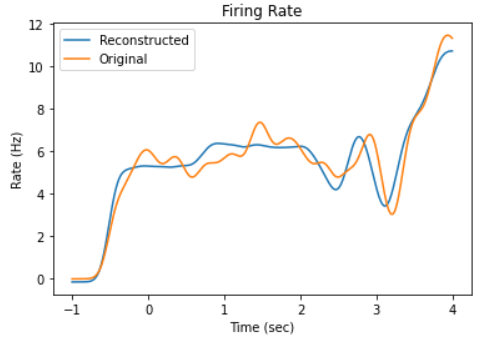 Firing Rate
Reconstructed
Original
Rate (Hz)
12
10
8
6
4
2
0
−1 0 1 2 3 4
Time (sec)